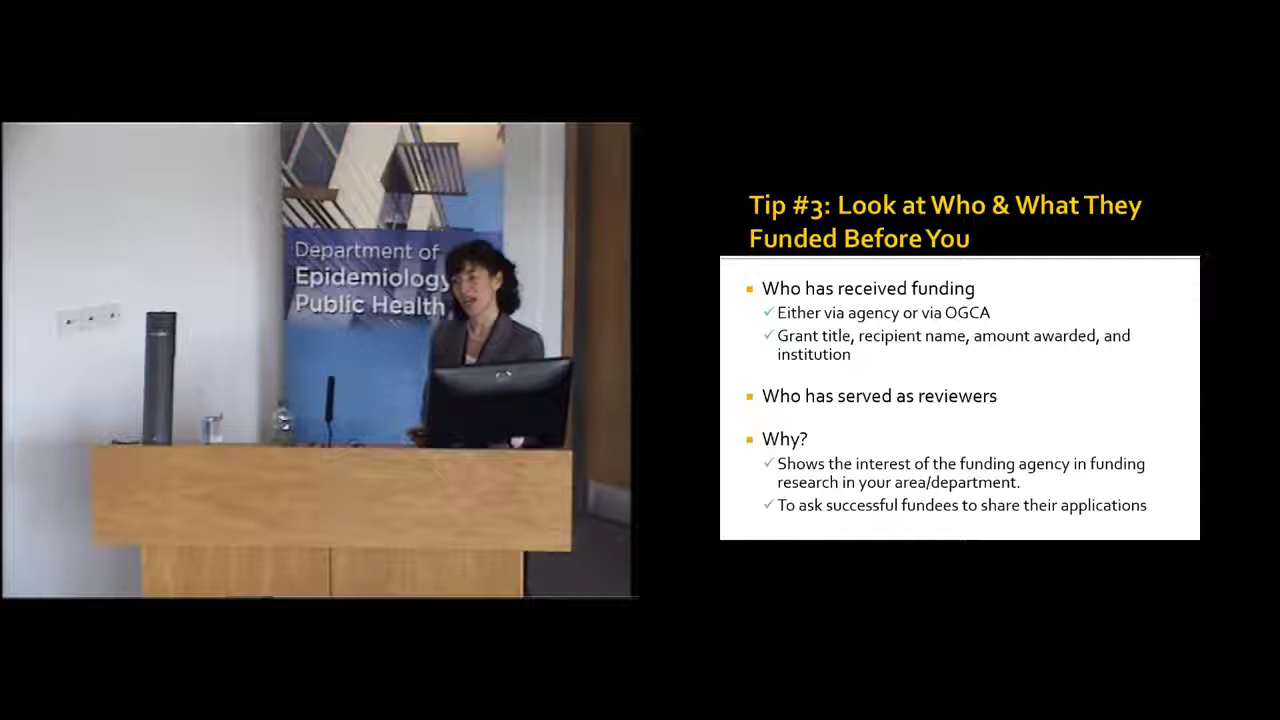 Department of
Epidemiology
Public Health
Tip #3: Look at Who & What They
Funded Before You
Who has received funding
Either via agency or via OGCA
Grant title, recipient name, amount awarded, and
institution
Who has served as reviewers
Why?
Shows the interest of the funding agency in funding
research in your area/department.
To ask successful fundees to share their applications